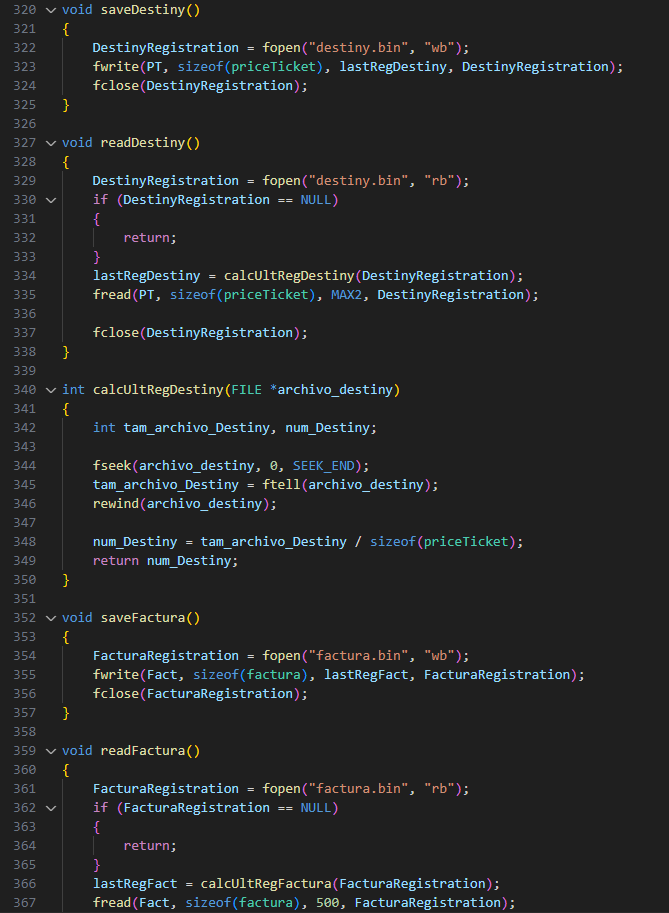 320 void saveDestiny()
321 {
322 DestinyRegistration = fopen("destiny.bin", "wb");
323 fwrite(PT, sizeof(priceTicket), lastRegDestiny, DestinyRegistration);
324 fclose(DestinyRegistration);
325 }
326
327 void readDestiny()
328 {
329 DestinyRegistration = fopen("destiny.bin", "rb");
330 if (DestinyRegistration == NULL)
331 {
332 return;
333 }
334 lastRegDestiny = calcUltRegDestiny(DestinyRegistration);
335 fread(PT, sizeof(priceTicket), MAX2, DestinyRegistration);
336
337 fclose(DestinyRegistration);
338 }
339
340 int calcUltRegDestiny(FILE *archivo_destiny)
341 {
342 int tam_archivo_Destiny, num_Destiny;
343
344 fseek(archivo_destiny, 0, SEEK_END);
345 tam_archivo_Destiny = ftell(archivo_destiny);
346 rewind(archivo_destiny);
347
348 num_Destiny = tam_archivo_Destiny / sizeof(priceTicket);
349 return num_Destiny;
350 }
351
352 void saveFactura()
353 {
354 FacturaRegistration = fopen("factura.bin", "wb");
355 fwrite(Fact, sizeof(factura), lastRegFact, FacturaRegistration);
356 fclose(FacturaRegistration);
357 }
358
359 void readFactura()
360 {
361 FacturaRegistration = fopen("factura.bin", "rb");
362 if (FacturaRegistration == NULL)
363 {
364 return;
365 }
366 lastRegFact = calcUltRegFactura(FacturaRegistration);
367 fread(Fact, sizeof(factura), 500, FacturaRegistration);